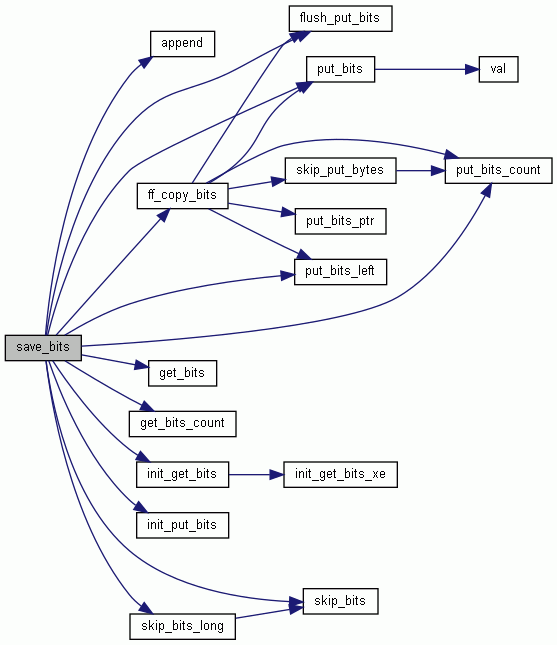 flush_put_bits
append
put_bits
val
skip_put_bytes
put_bits_count
ff_copy_bits
put_bits_ptr
put_bits_left
save_bits
get_bits
get_bits_count
init_get_bits
init_get_bits_xe
init_put_bits
skip_bits
skip_bits_long